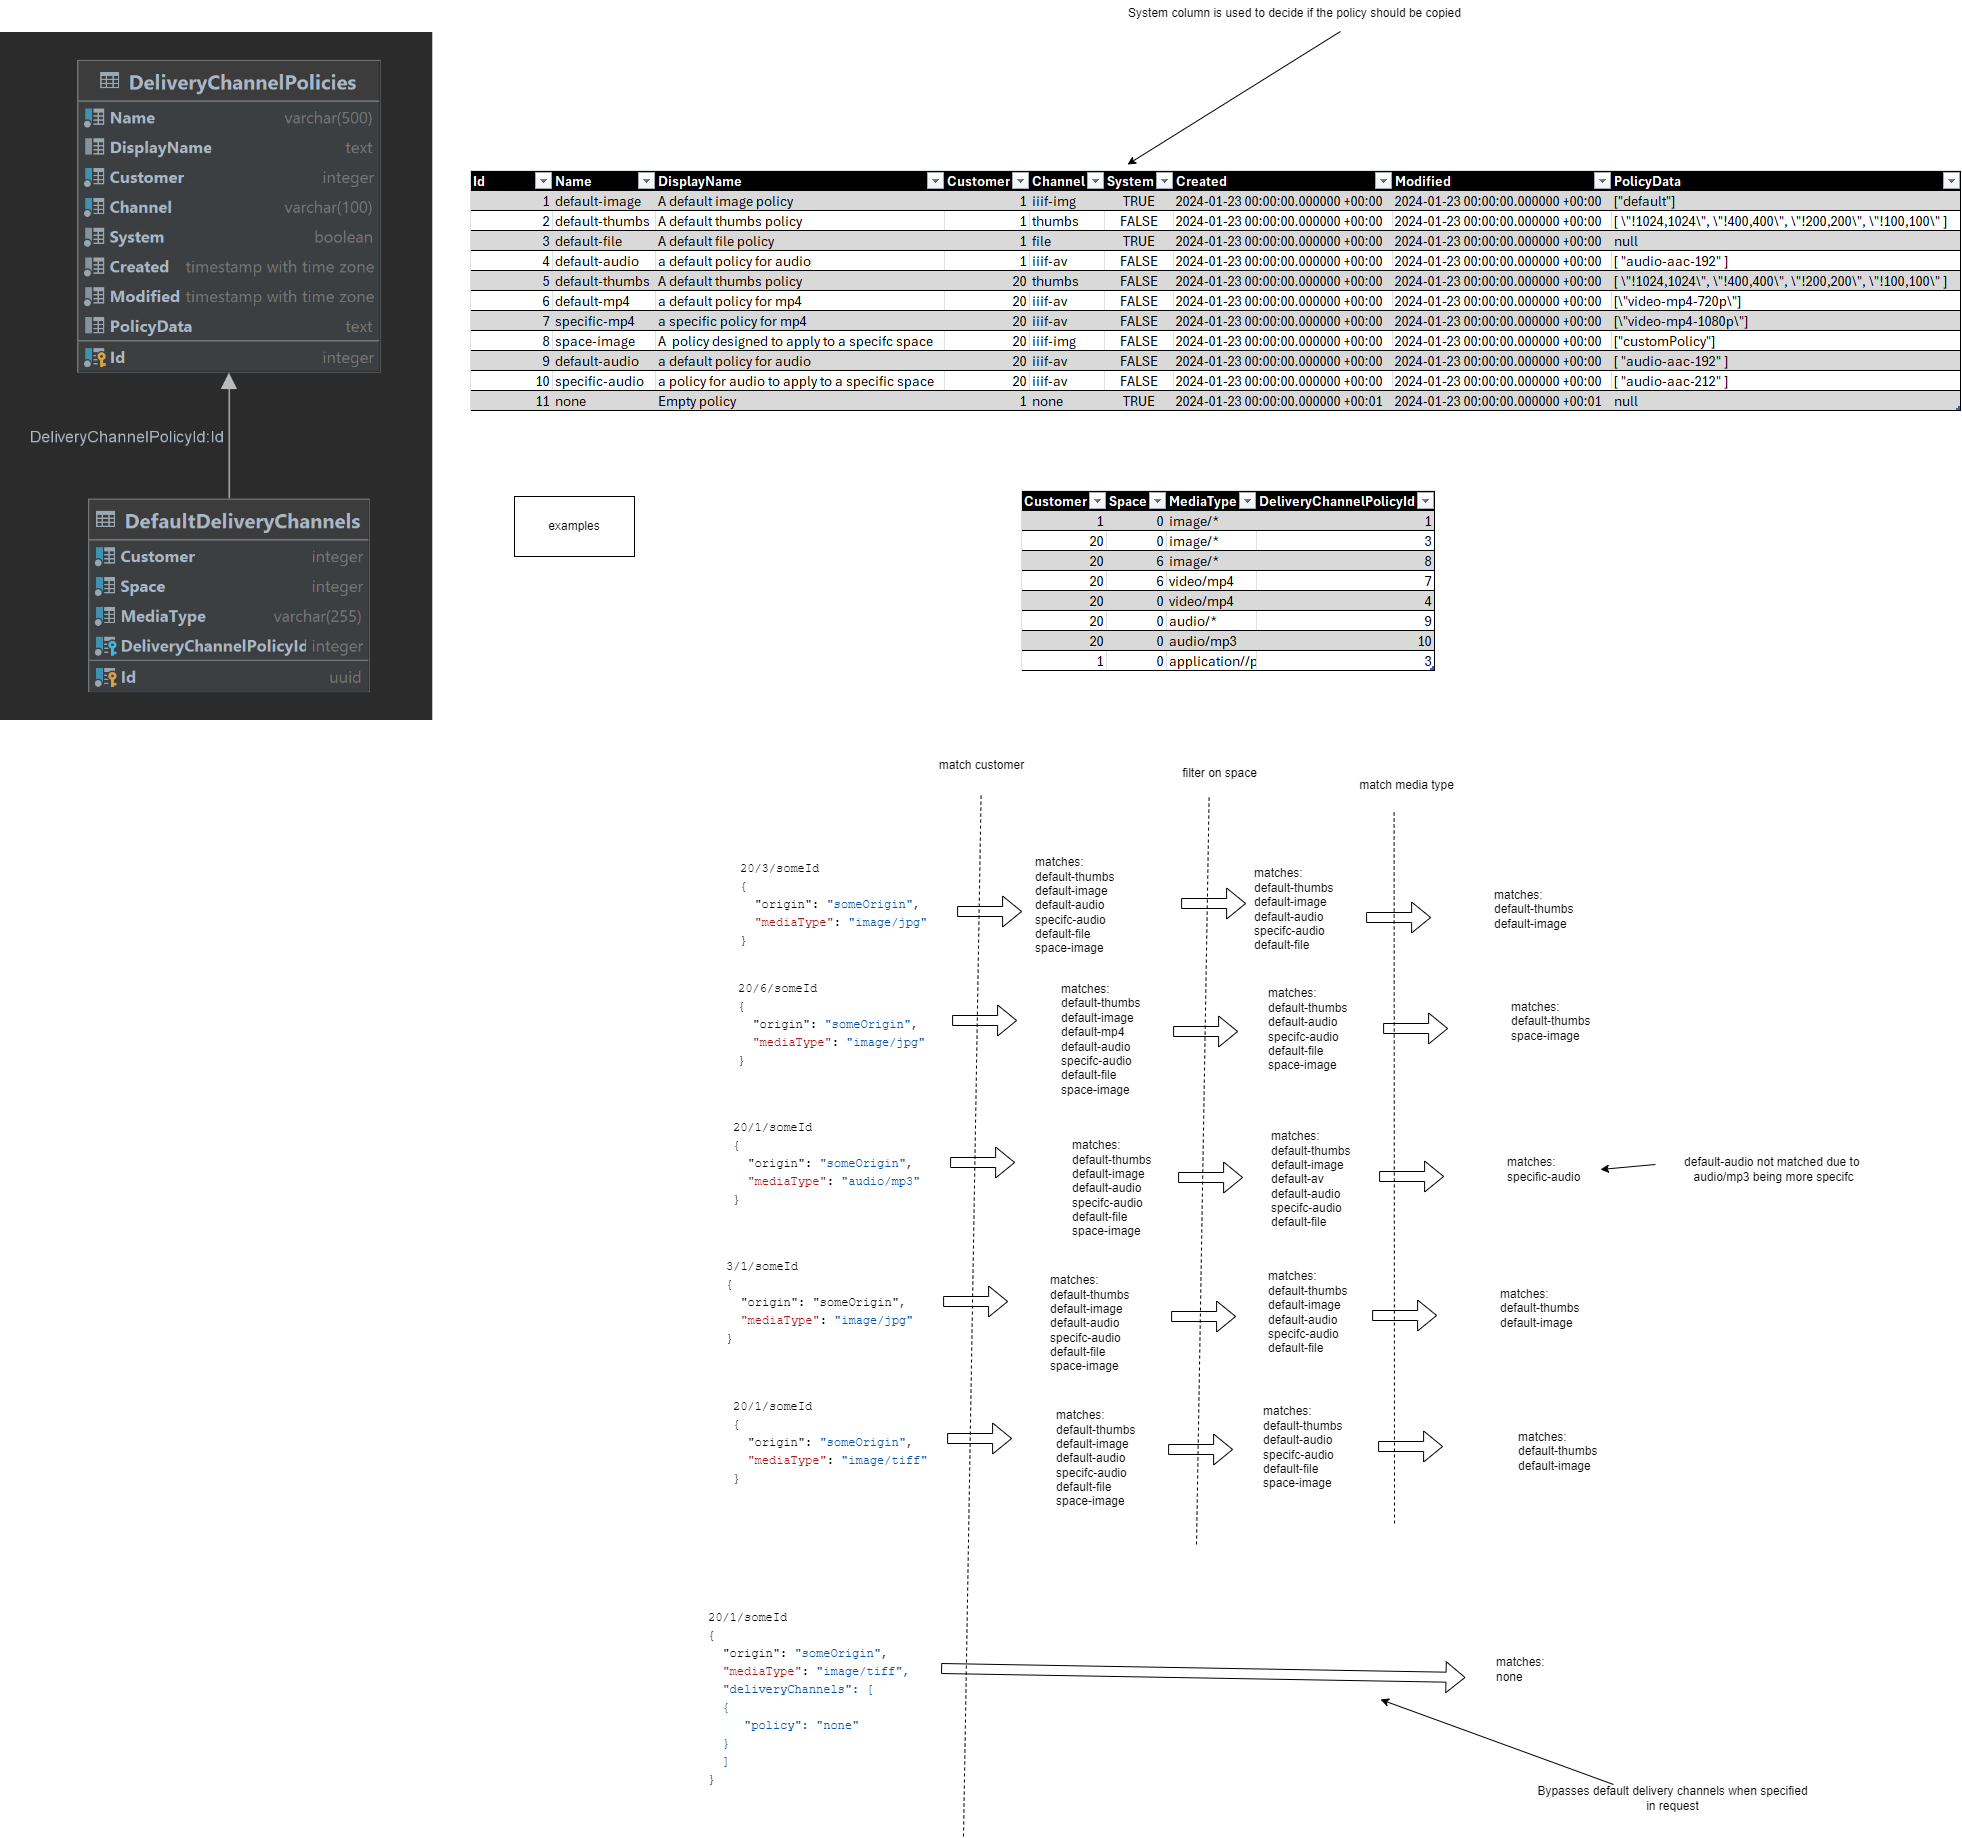 System column is used to decide if the policy should be copied
DeliveryChannelPolicies
Name varchar(500)
DisplayName text
Customer integer
Channel varchar(100)
System boolean
Created timestamp with time zone
Modified timestamp with time zone
PolicyData text
Id integer
DeliveryChannelPolicyId:Id
DefaultDeliveryChannels
Customer integer
Space integer
MediaType varchar(255)
DeliveryChannelPolicyId integer
Id uuid
Id Name DisplayName Customer Channel System Created Modified PolicyData
1 default-image A default image policy 1 iiif-img TRUE 2024-01-23 00:00:00.000000 +00:00 2024-01-23 00:00:00.000000 +00:00 ["default"]
2 default-thumbs A default thumbs policy 1 thumbs FALSE 2024-01-23 00:00:00.000000 +00:00 2024-01-23 00:00:00.000000 +00:00 [ \"!1024,1024\", \"!400,400\", \"!200,200\", \"!100,100\" ]
3 default-file A default file policy 1 file TRUE 2024-01-23 00:00:00.000000 +00:00 2024-01-23 00:00:00.000000 +00:00 null
4 default-audio a default policy for audio 1 iiif-av FALSE 2024-01-23 00:00:00.000000 +00:00 2024-01-23 00:00:00.000000 +00:00 [ "audio-aac-192" ]
5 default-thumbs A default thumbs policy 20 thumbs FALSE 2024-01-23 00:00:00.000000 +00:00 2024-01-23 00:00:00.000000 +00:00 [ \"!1024,1024\", \"!400,400\", \"!200,200\", \"!100,100\" ]
6 default-mp4 a default policy for mp4 20 iiif-av FALSE 2024-01-23 00:00:00.000000 +00:00 2024-01-23 00:00:00.000000 +00:00 [\"video-mp4-720p\"]
7 specific-mp4 a specific policy for mp4 20 iiif-av FALSE 2024-01-23 00:00:00.000000 +00:00 2024-01-23 00:00:00.000000 +00:00 [\"video-mp4-1080p\"]
8 space-image A policy designed to apply to a specifc space 20 iiif-img FALSE 2024-01-23 00:00:00.000000 +00:00 2024-01-23 00:00:00.000000 +00:00 ["customPolicy"]
9 default-audio a default policy for audio 20 iiif-av FALSE 2024-01-23 00:00:00.000000 +00:00 2024-01-23 00:00:00.000000 +00:00 [ "audio-aac-192" ]
10 specific-audio a policy for audio to apply to a specific space 20 iiif-av FALSE 2024-01-23 00:00:00.000000 +00:00 2024-01-23 00:00:00.000000 +00:00 [ "audio-aac-212" ]
11 none Empty policy 1 none TRUE 2024-01-23 00:00:00.000000 +00:01 2024-01-23 00:00:00.000000 +00:01 null
examples
Customer Space MediaType DeliveryChannelPolicyId
1 0 image/* 1
20 0 image/* 3
20 6 image/* 8
20 6 video/mp4 7
20 0 video/mp4 4
20 0 audio/* 9
20 0 audio/mp3 10
1 0 application//p 3
match customer
filter on space
match media type
20/3/someId
{
"origin": "someOrigin",
"mediaType": "image/jpg"
}
matches:
default-thumbs
default-image
default-audio
specifc-audio
default-file
space-image
matches:
default-thumbs
default-image
default-audio
specifc-audio
default-file
matches:
default-thumbs
default-image
20/6/someId
{
"origin": "someOrigin",
"mediaType": "image/jpg"
}
matches:
default-thumbs
default-image
default-mp4
default-audio
specifc-audio
default-file
space-image
matches:
default-thumbs
default-audio
specifc-audio
default-file
space-image
matches:
default-thumbs
space-image
20/1/someId
{
"origin": "someOrigin",
"mediaType": "audio/mp3"
}
matches:
default-thumbs
default-image
default-audio
specifc-audio
default-file
space-image
matches:
default-thumbs
default-image
default-av
default-audio
specifc-audio
default-file
matches:
specific-audio
default-audio not matched due to
audio/mp3 being more specifc
3/1/someId
{
"origin": "someOrigin",
"mediaType": "image/jpg"
}
matches:
default-thumbs
default-image
default-audio
specifc-audio
default-file
space-image
matches:
default-thumbs
default-image
default-audio
specifc-audio
default-file
matches:
default-thumbs
default-image
20/1/someId
{
"origin": "someOrigin",
"mediaType": "image/tiff"
}
matches:
default-thumbs
default-image
default-audio
specifc-audio
default-file
space-image
matches:
default-thumbs
default-audio
specifc-audio
default-file
space-image
matches:
default-thumbs
default-image
20/1/someId
{
"origin": "someOrigin",
"mediaType": "image/tiff",
"deliveryChannels": [
{
"policy": "none"
}
]
}
matches:
none
Bypasses default delivery channels when specified
in request